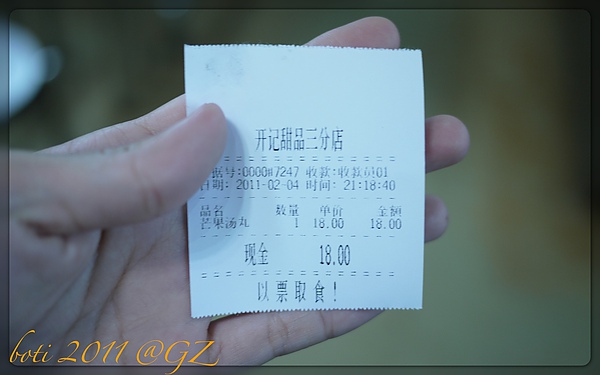 开记甜品三分店
据号:0000#7247 收款:收款员01
日期: 2011-02-04 时间: 21:18:40
品名 数量 单价 金额
芒果汤丸 1 18.00 18.00
现金 18.00
以票取食!
boti 2011 @GZ